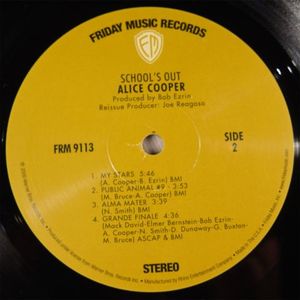 FRIDAY MUSIC RECORDS
FM
SCHOOL'S OUT
ALICE COOPER
Produced by Bob Ezrin
Reissue Producer: Joe Reagoso
FRM 9113
SIDE
2
1 MY STARS 5:46
(A. Cooper-B. Ezrin) BMI
2 PUBLIC ANIMAL #9 - 3:53
(M. Bruce-A. Cooper) BMI
3 ALMA MATER 4:39
(N. Smith) BMI
4 GRANDE FINALE 4:36
(Mack David-Elmer Bernstein-Bob Ezrin-
A. Cooper-N. Smith-D. Dunaway-G. Buxton-
M. Bruce) ASCAP & BMI
STEREO